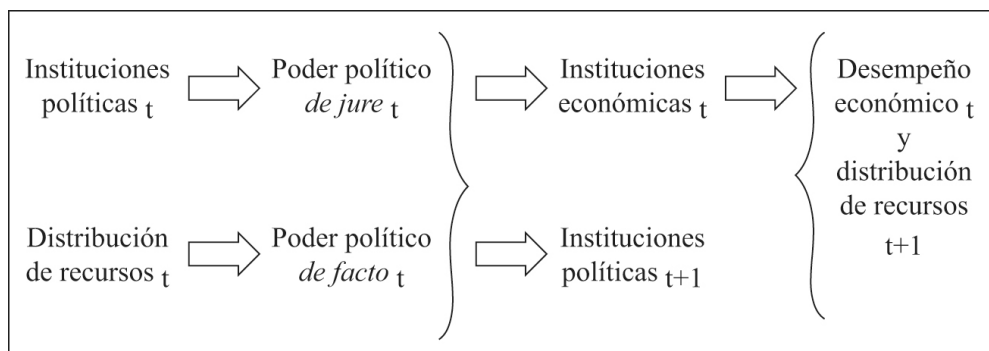 Instituciones
políticas t
Poder político
de jure t
Instituciones
económicas t
Desempeño
económico t
y
distribución
de recursos
t+1
Distribución
de recursos t
Poder político
de facto t
Instituciones
políticas t+1